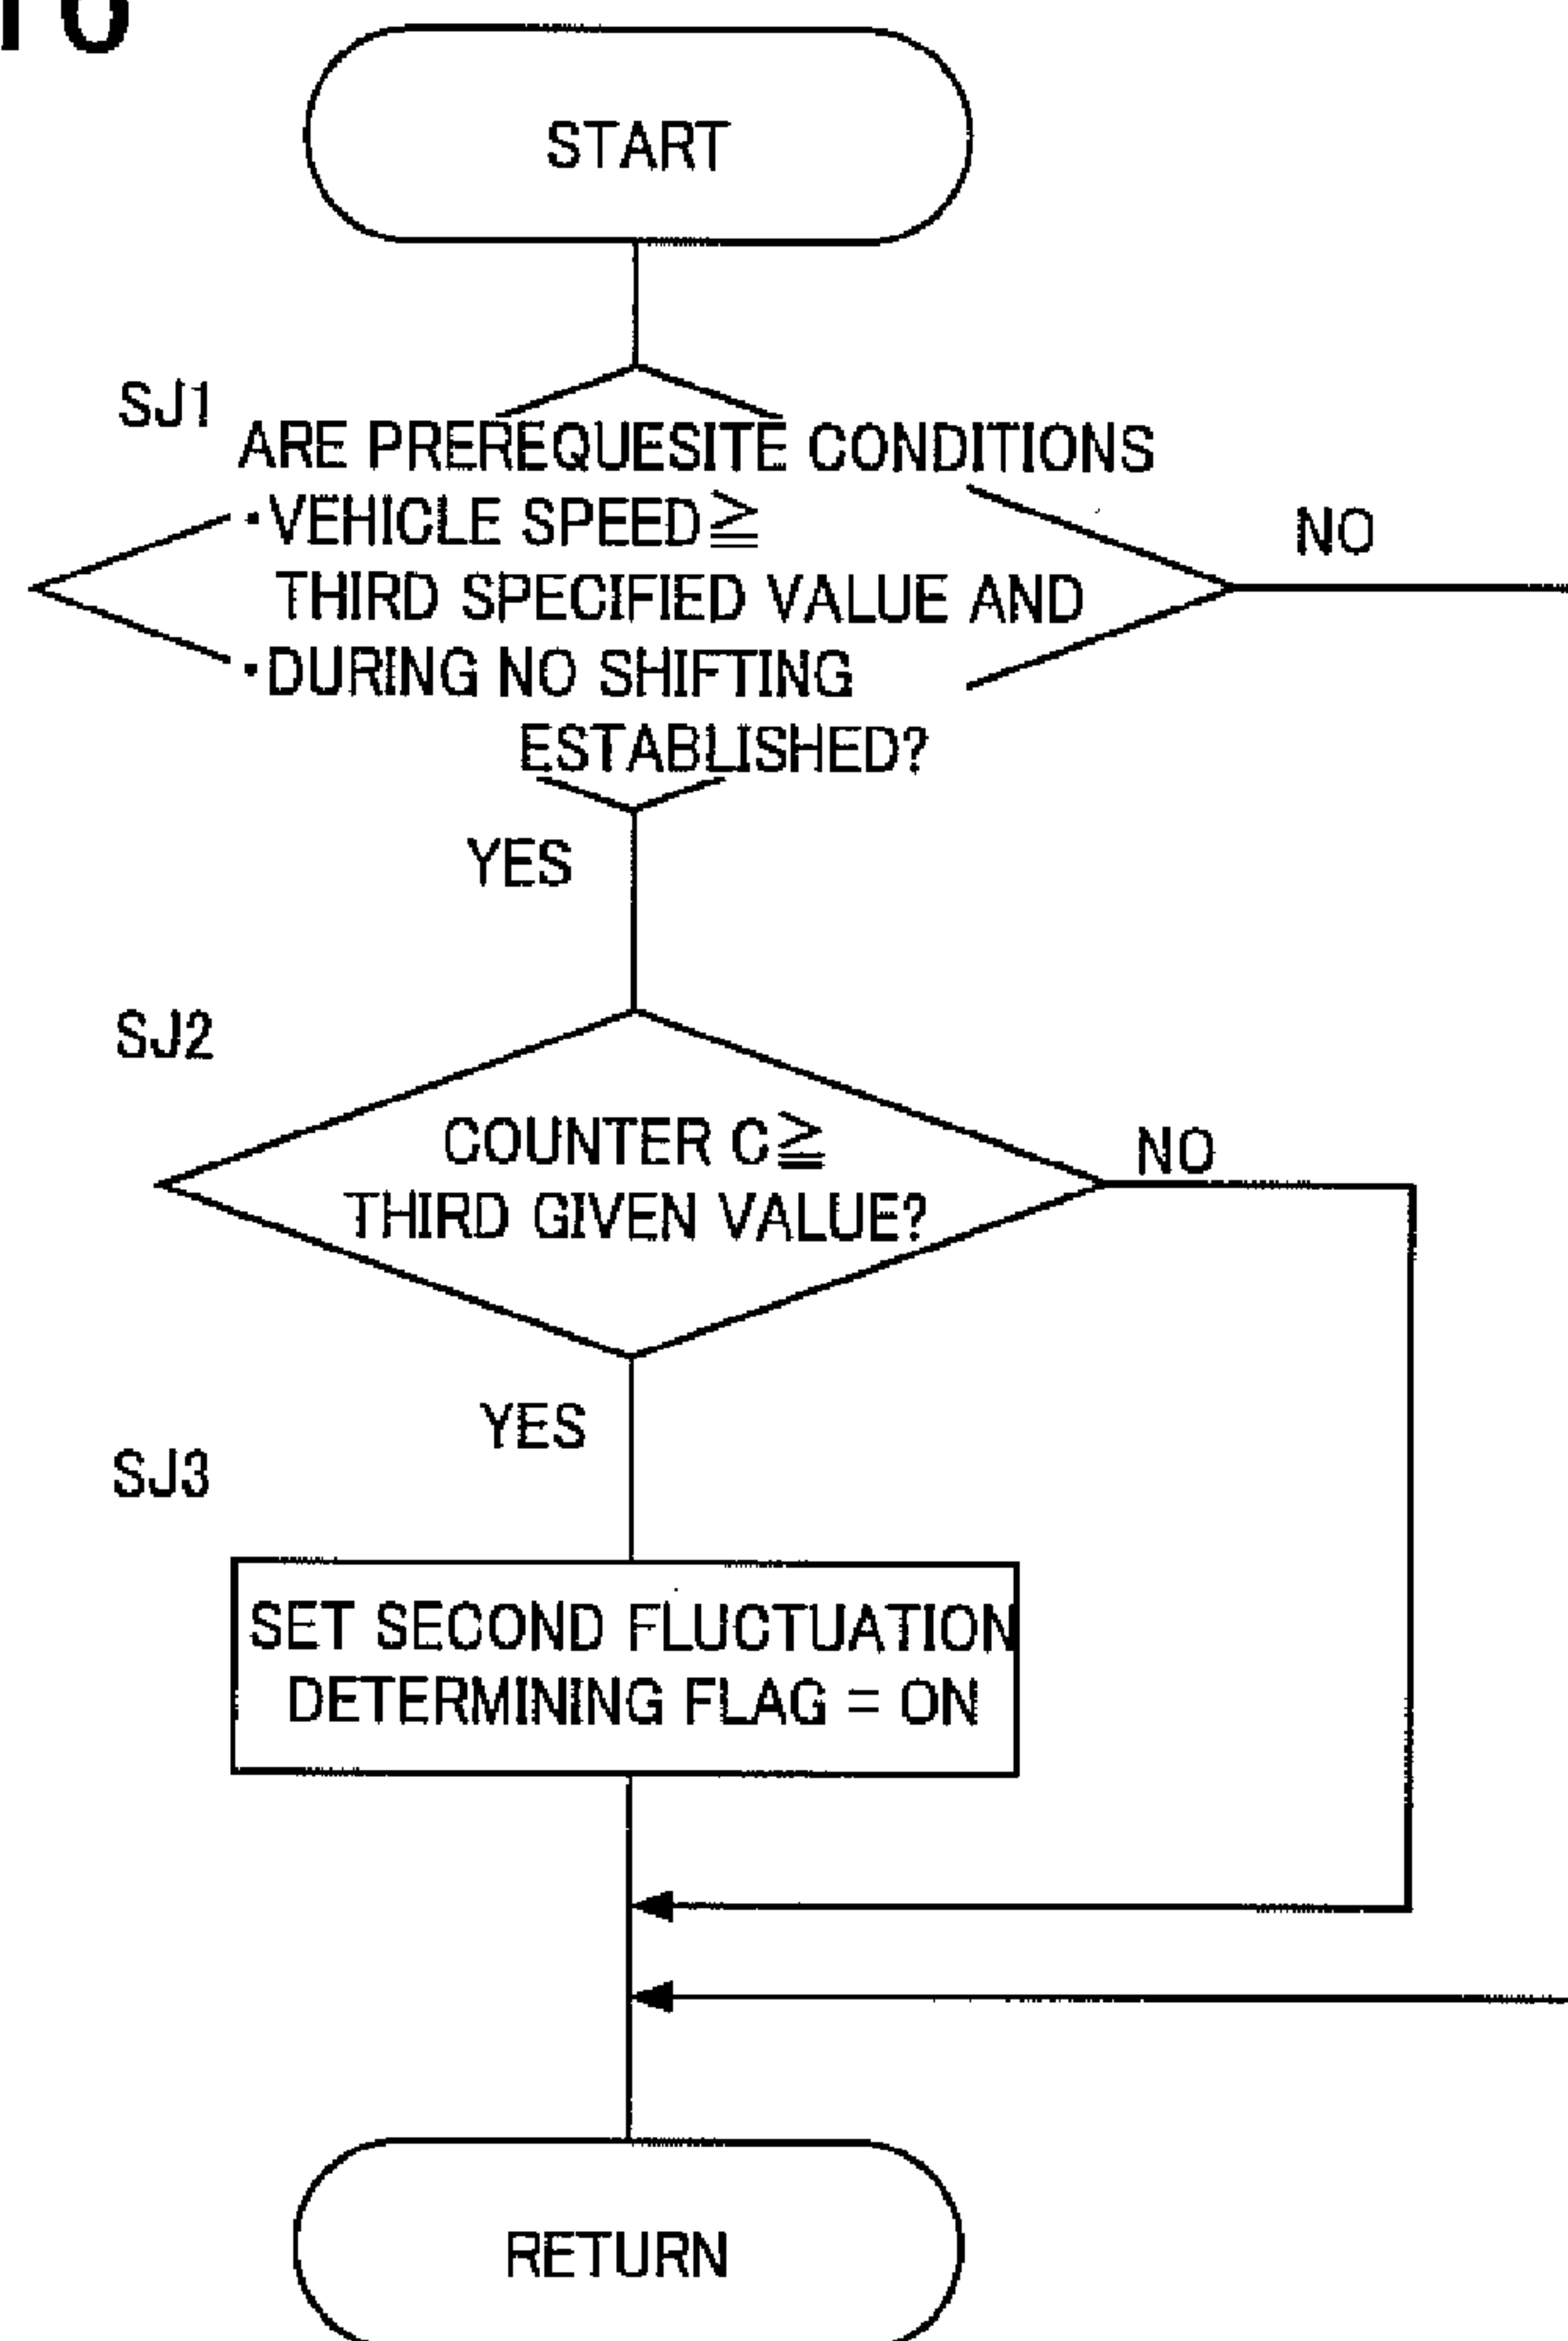 START
SJ1
ARE PREREQUESITE CONDITIONS
・VEHICLE SPEED≧
THIRD SPECIFIED VALUE AND
・DURING NO SHIFTING
ESTABLISHED?
NO
YES
SJ2
COUNTER C≧
THIRD GIVEN VALUE?
NO
YES
SJ3
SET SECOND FLUCTUATION
DETERMINING FLAG = ON
RETURN